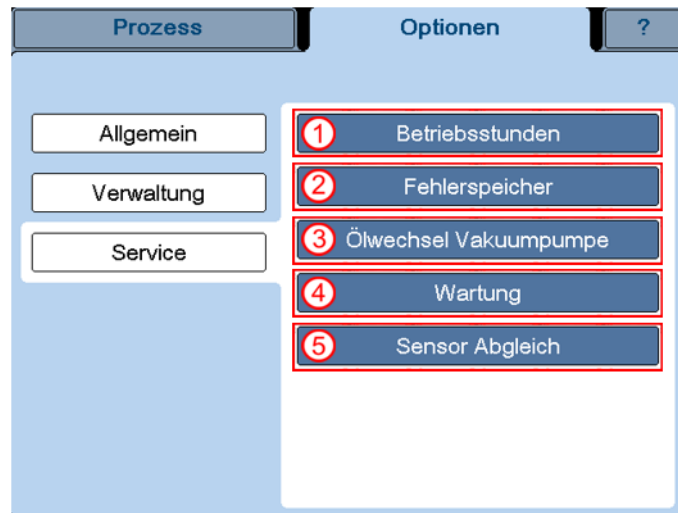 Prozess
Optionen
?
Allgemein
Verwaltung
Service
1 Betriebsstunden
2 Fehlerspeicher
3 Ölwechsel Vakuumpumpe
4 Wartung
5 Sensor Abgleich